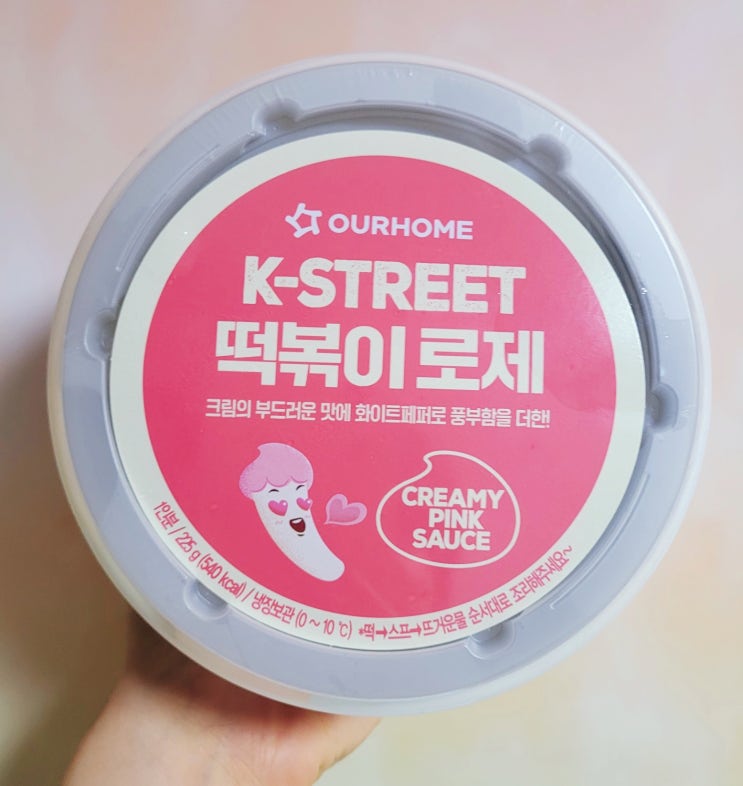 OURHOME
K-STREET
떡볶이 로제
크림의 부드러운 맛에 화이트페퍼로 풍부함을 더한!
CREAMY
PINK
SAUCE
1인분 / 225 g (540 kcal) / 냉장보관 (0 ~ 10 ℃) *떡→스프→뜨거운물 순서대로 조리해주세요~